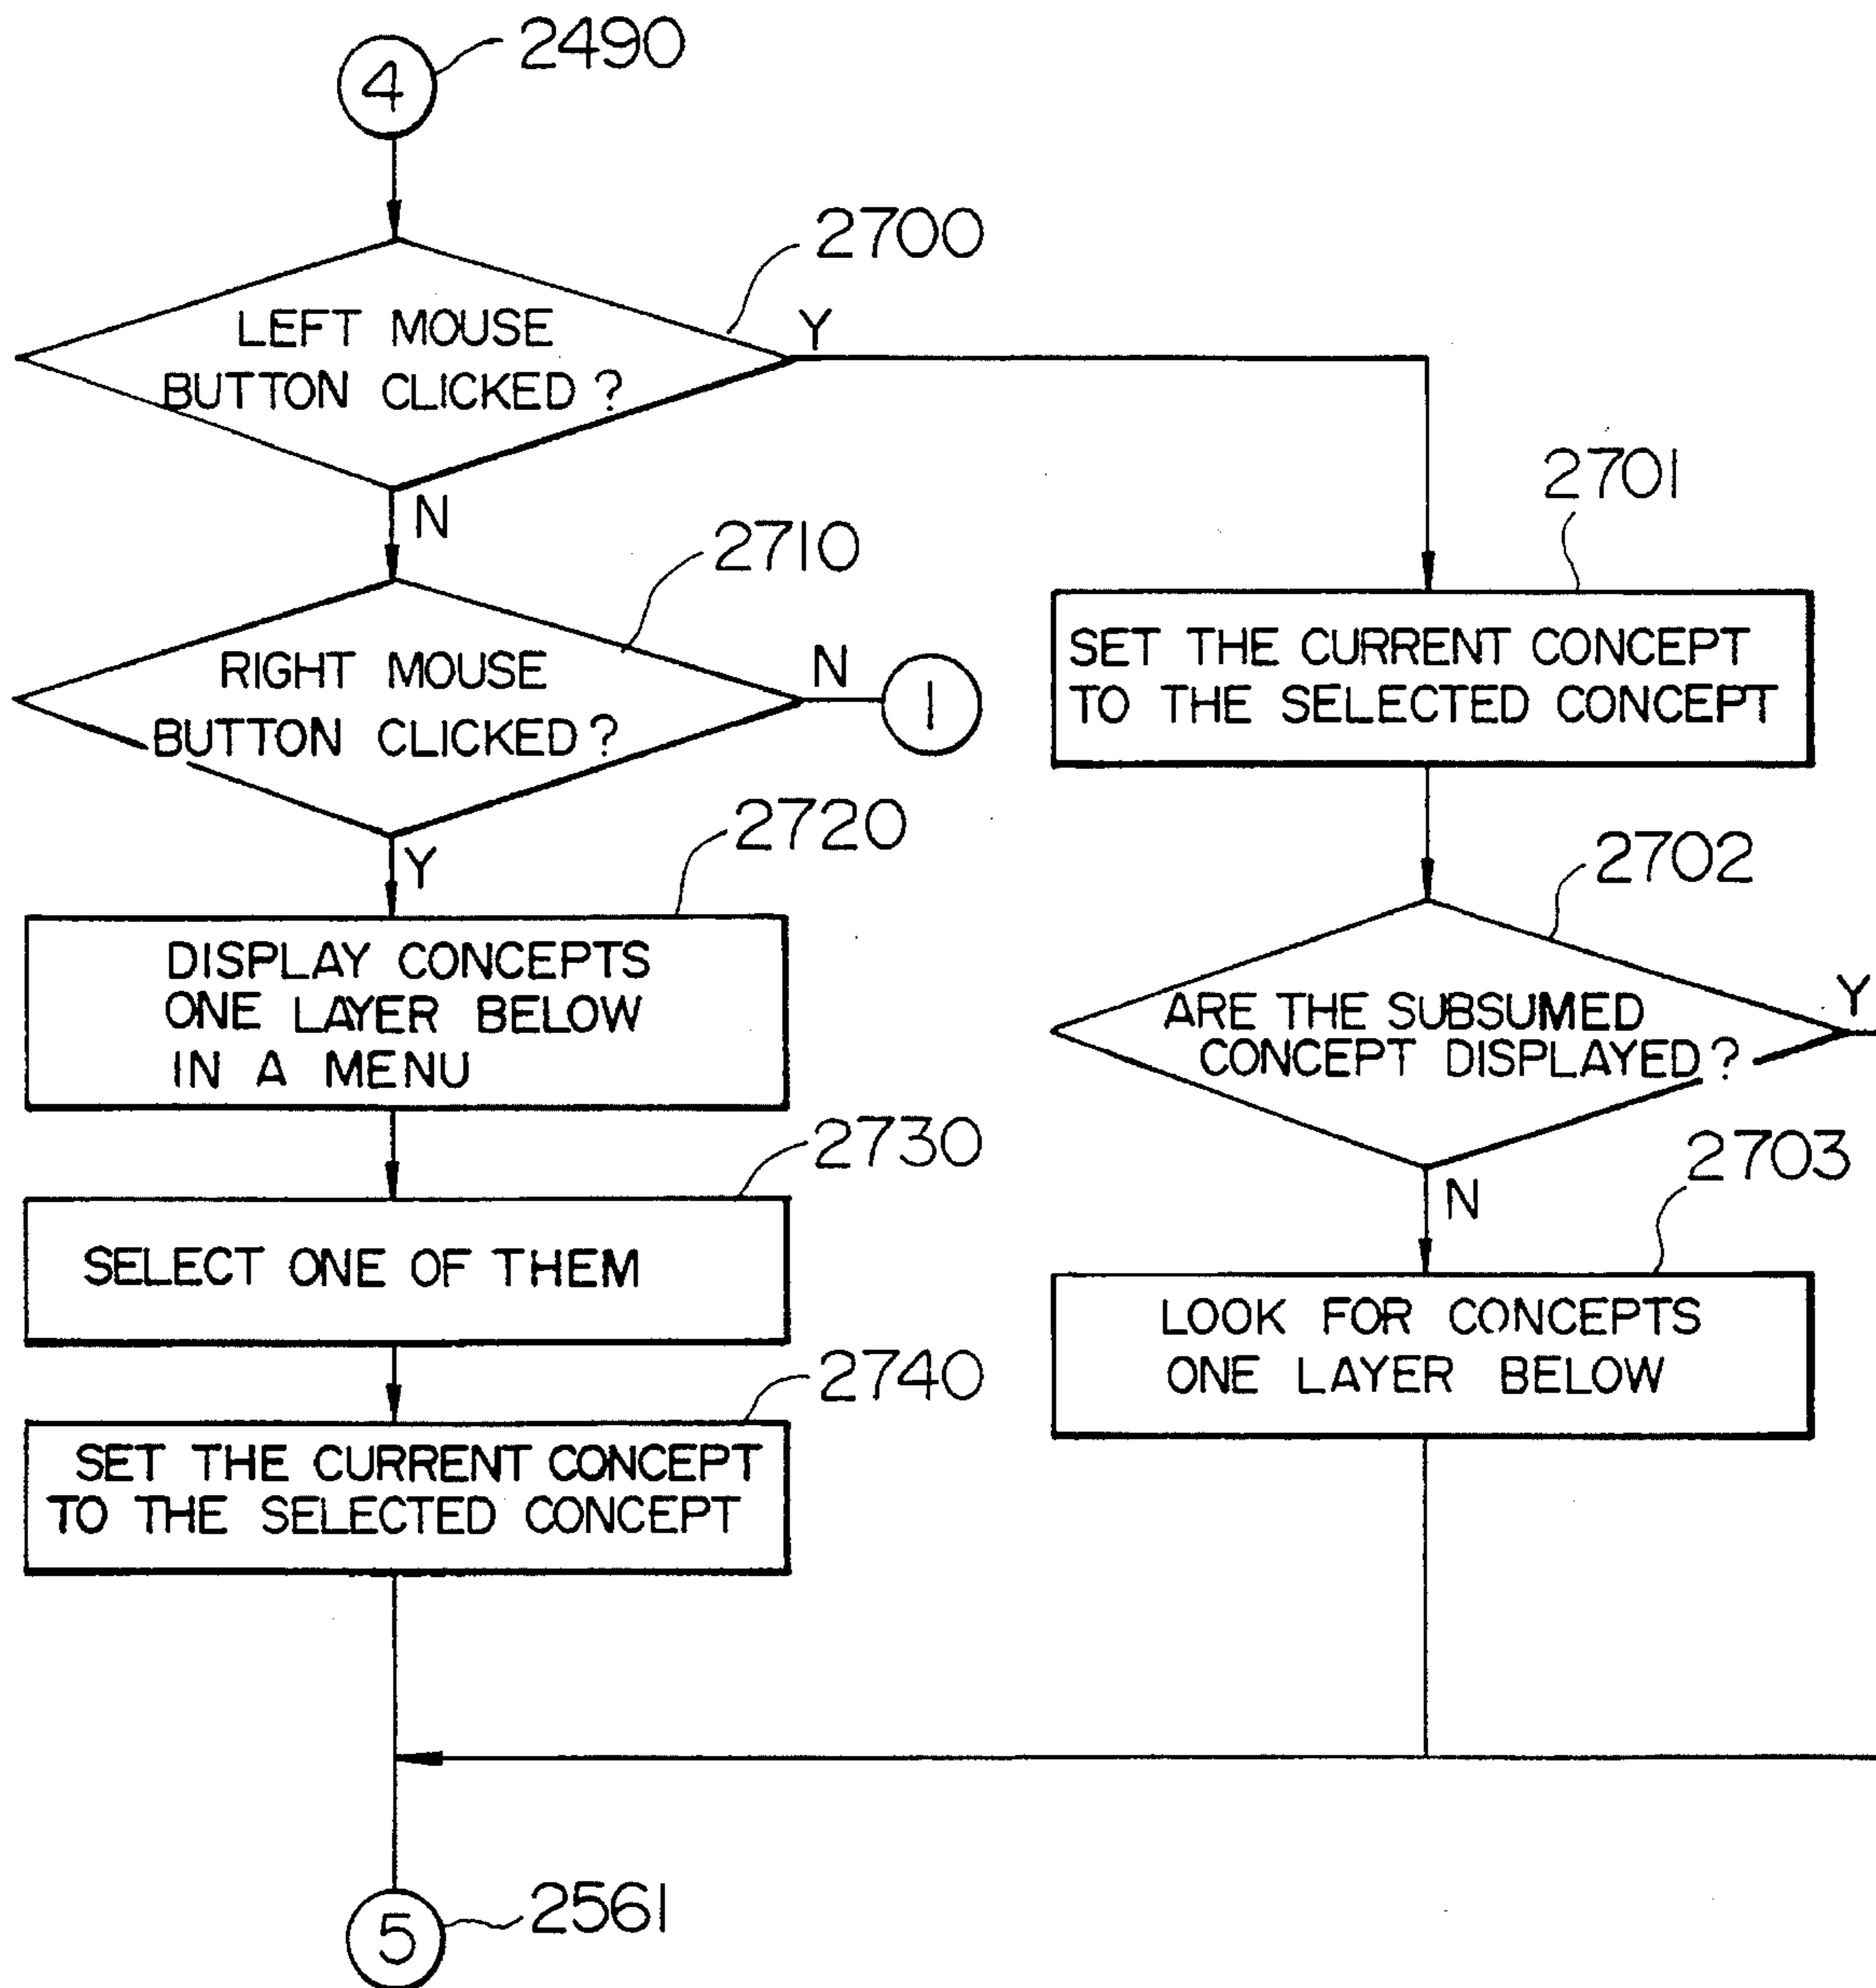 4
2490
2700
LEFT MOUSE
BUTTON CLICKED ?
Y
N
2710
RIGHT MOUSE
BUTTON CLICKED ?
N
1
Y
2720
DISPLAY CONCEPTS
ONE LAYER BELOW
IN A MENU
2730
SELECT ONE OF THEM
2740
SET THE CURRENT CONCEPT
TO THE SELECTED CONCEPT
2701
SET THE CURRENT CONCEPT
TO THE SELECTED CONCEPT
2702
ARE THE SUBSUMED
CONCEPT DISPLAYED ?
Y
N
2703
LOOK FOR CONCEPTS
ONE LAYER BELOW
5
2561